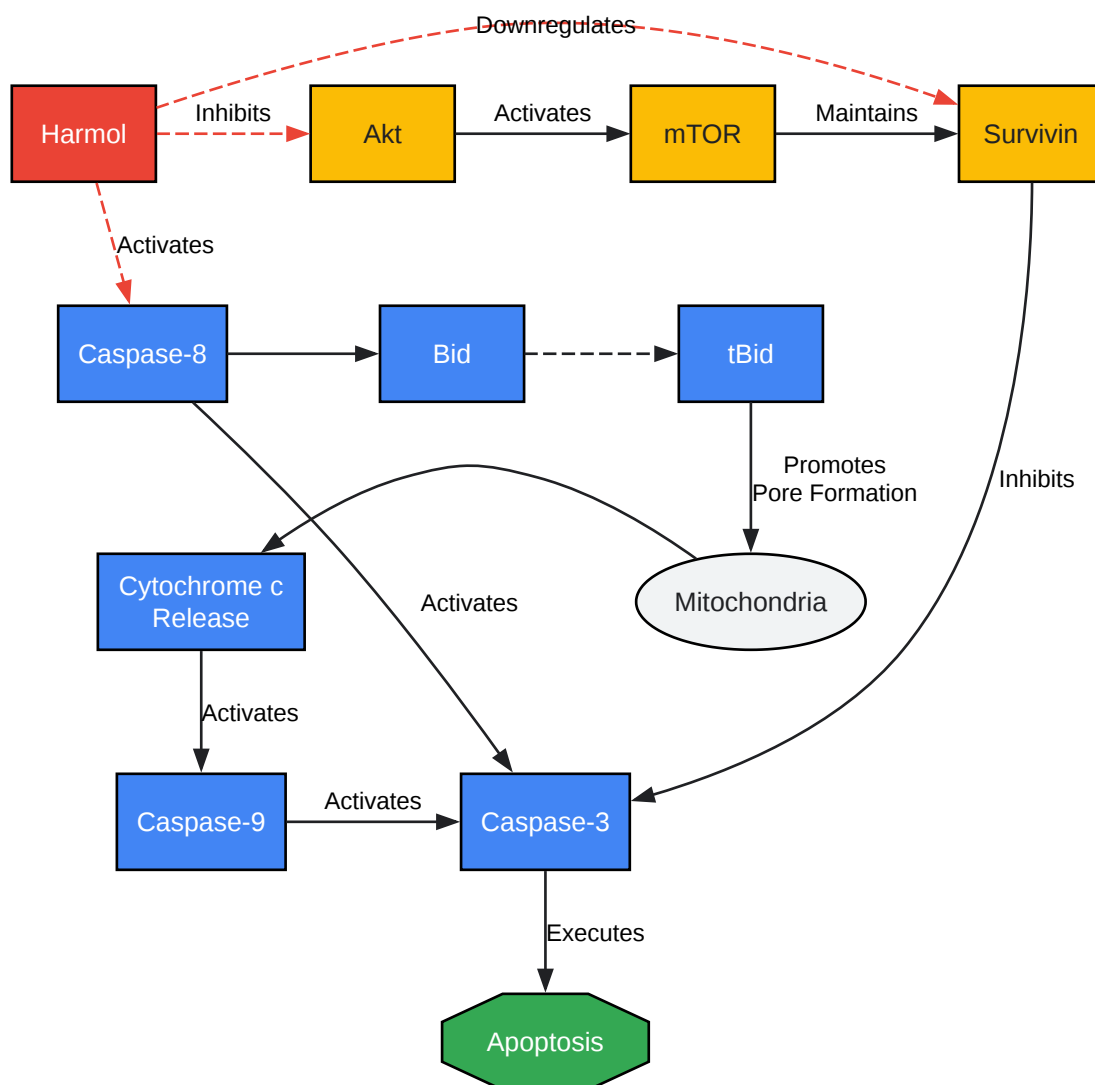 Downregulates
Harmol
Inhibits
Akt
Activates
mTOR
Maintains
Survivin
Activates
Caspase-8
Bid
tBid
Promotes
Pore Formation
Inhibits
Cytochrome c
Release
Activates
Mitochondria
Activates
Caspase-9
Activates
Caspase-3
Executes
Apoptosis